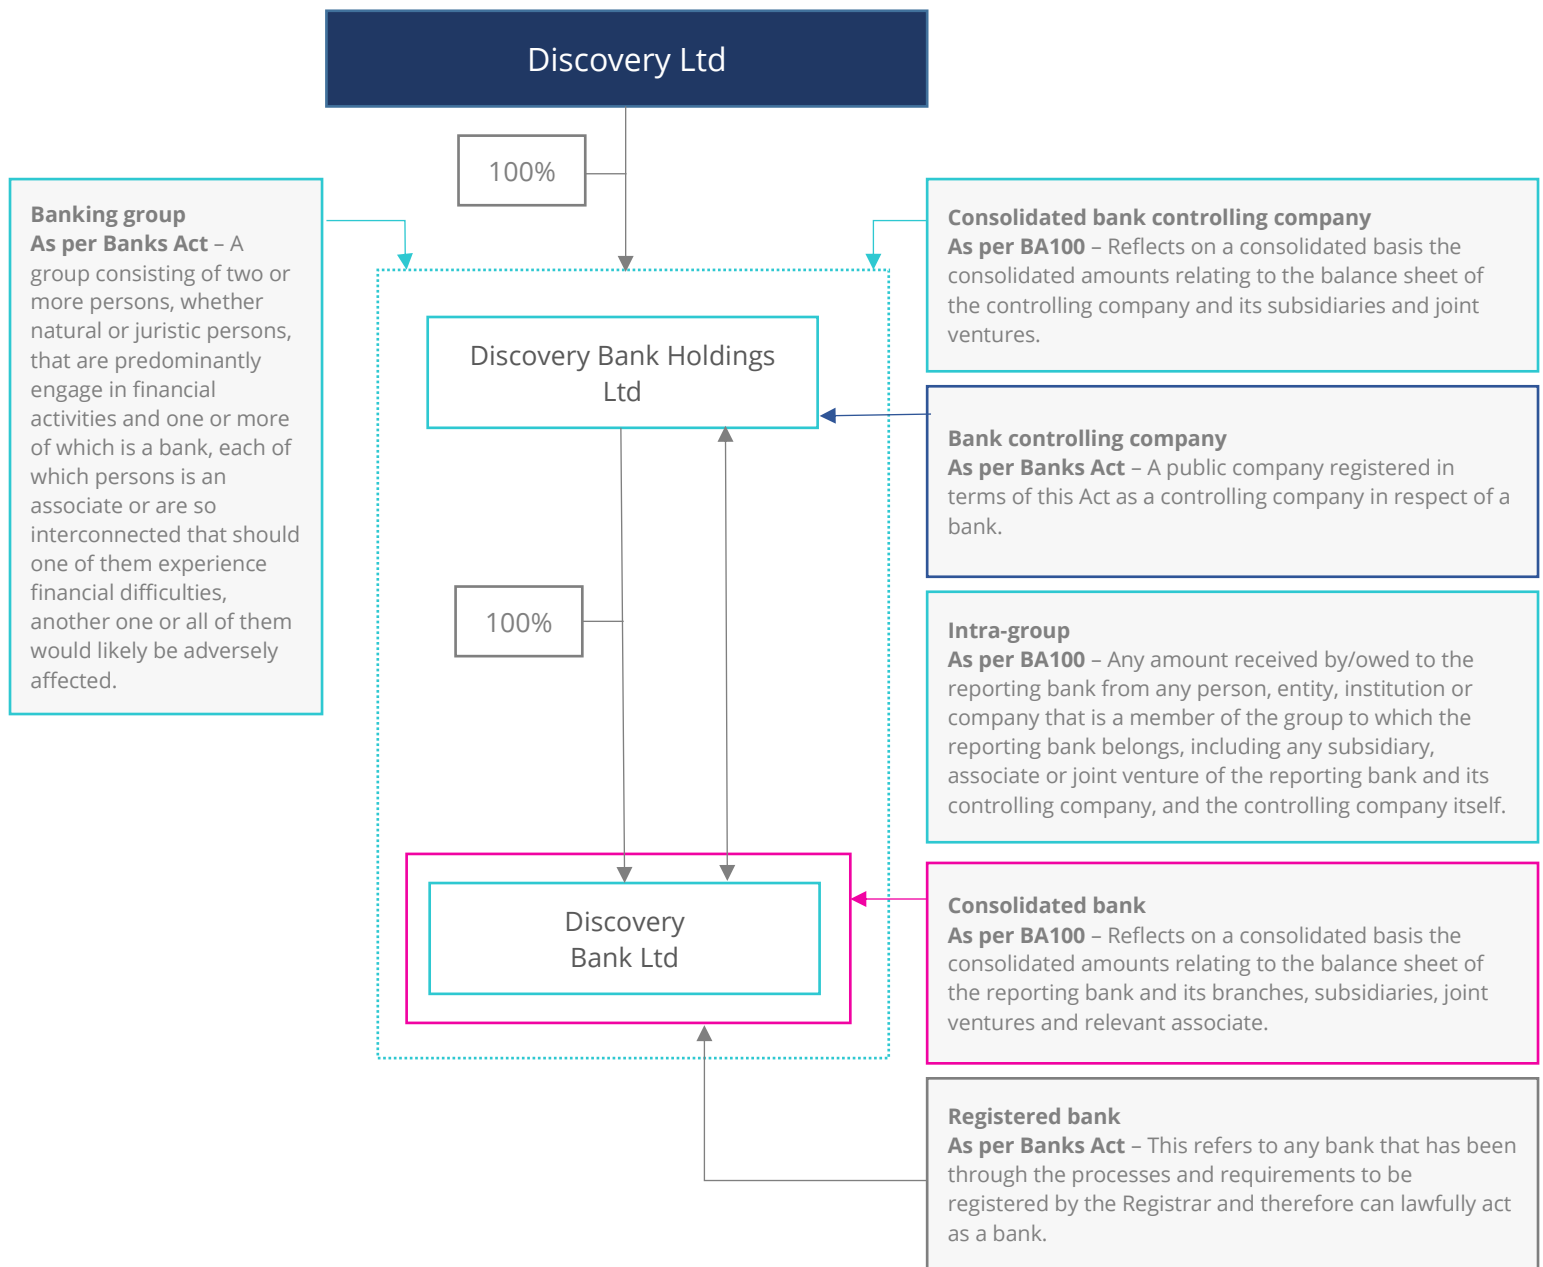 Discovery Ltd
100%
Banking group
As per Banks Act – A
group consisting of two or
more persons, whether
natural or juristic persons,
that are predominantly
engage in financial
activities and one or more
of which is a bank, each of
which persons is an
associate or are so
interconnected that should
one of them experience
financial difficulties,
another one or all of them
would likely be adversely
affected.
Consolidated bank controlling company
As per BA100 – Reflects on a consolidated basis the
consolidated amounts relating to the balance sheet of
the controlling company and its subsidiaries and joint
ventures.
Discovery Bank Holdings
Ltd
Bank controlling company
As per Banks Act – A public company registered in
terms of this Act as a controlling company in respect of a
bank.
100%
Intra-group
As per BA100 – Any amount received by/owed to the
reporting bank from any person, entity, institution or
company that is a member of the group to which the
reporting bank belongs, including any subsidiary,
associate or joint venture of the reporting bank and its
controlling company, and the controlling company itself.
Discovery
Bank Ltd
Consolidated bank
As per BA100 – Reflects on a consolidated basis the
consolidated amounts relating to the balance sheet of
the reporting bank and its branches, subsidiaries, joint
ventures and relevant associate.
Registered bank
As per Banks Act – This refers to any bank that has been
through the processes and requirements to be
registered by the Registrar and therefore can lawfully act
as a bank.